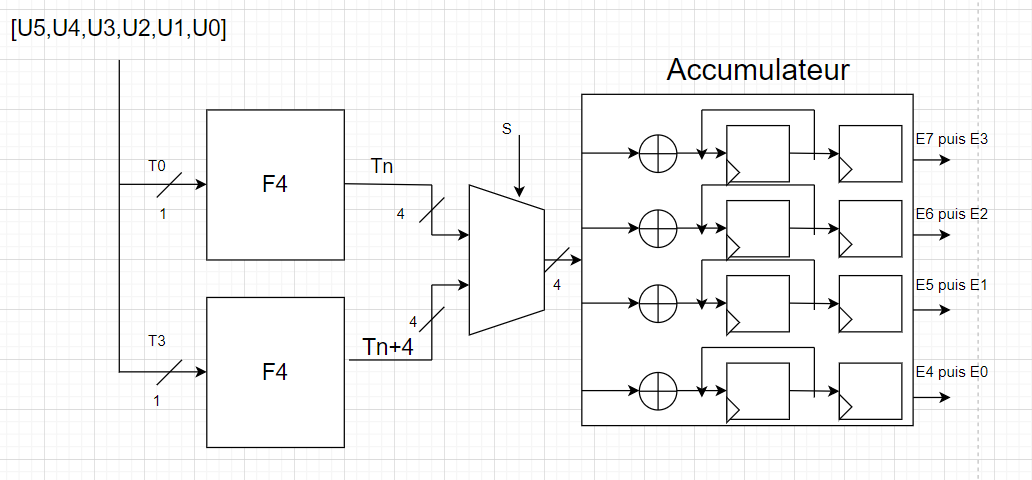 [U5,U4,U3,U2,U1,U0]
Accumulateur
T0
1
F4
Tn
4
S
T3
1
F4
Tn+4
4
4
E7 puis E3
E6 puis E2
E5 puis E1
E4 puis E0